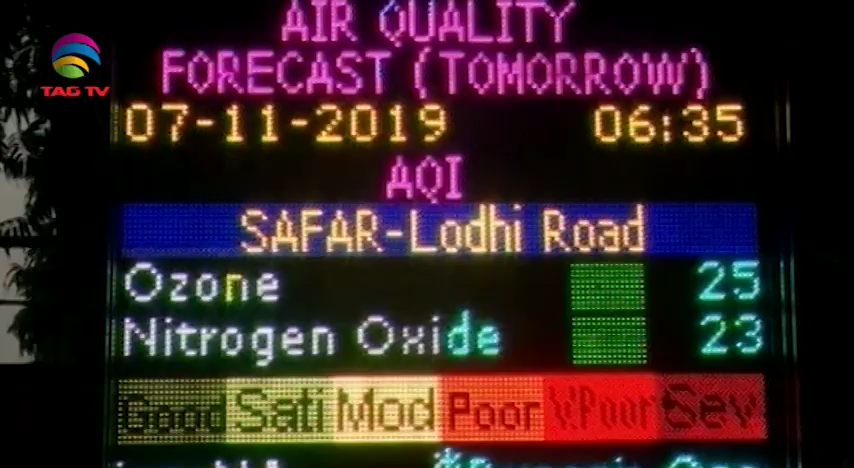 AIR QUALITY
FORECAST (TOMORROW)
TAG TV
07-11-2019 06:35
AQI
SAFAR-Lodhi Road
Ozone 25
Nitrogen Oxide 23
Good Sati Mod Poor V.Poor Sev